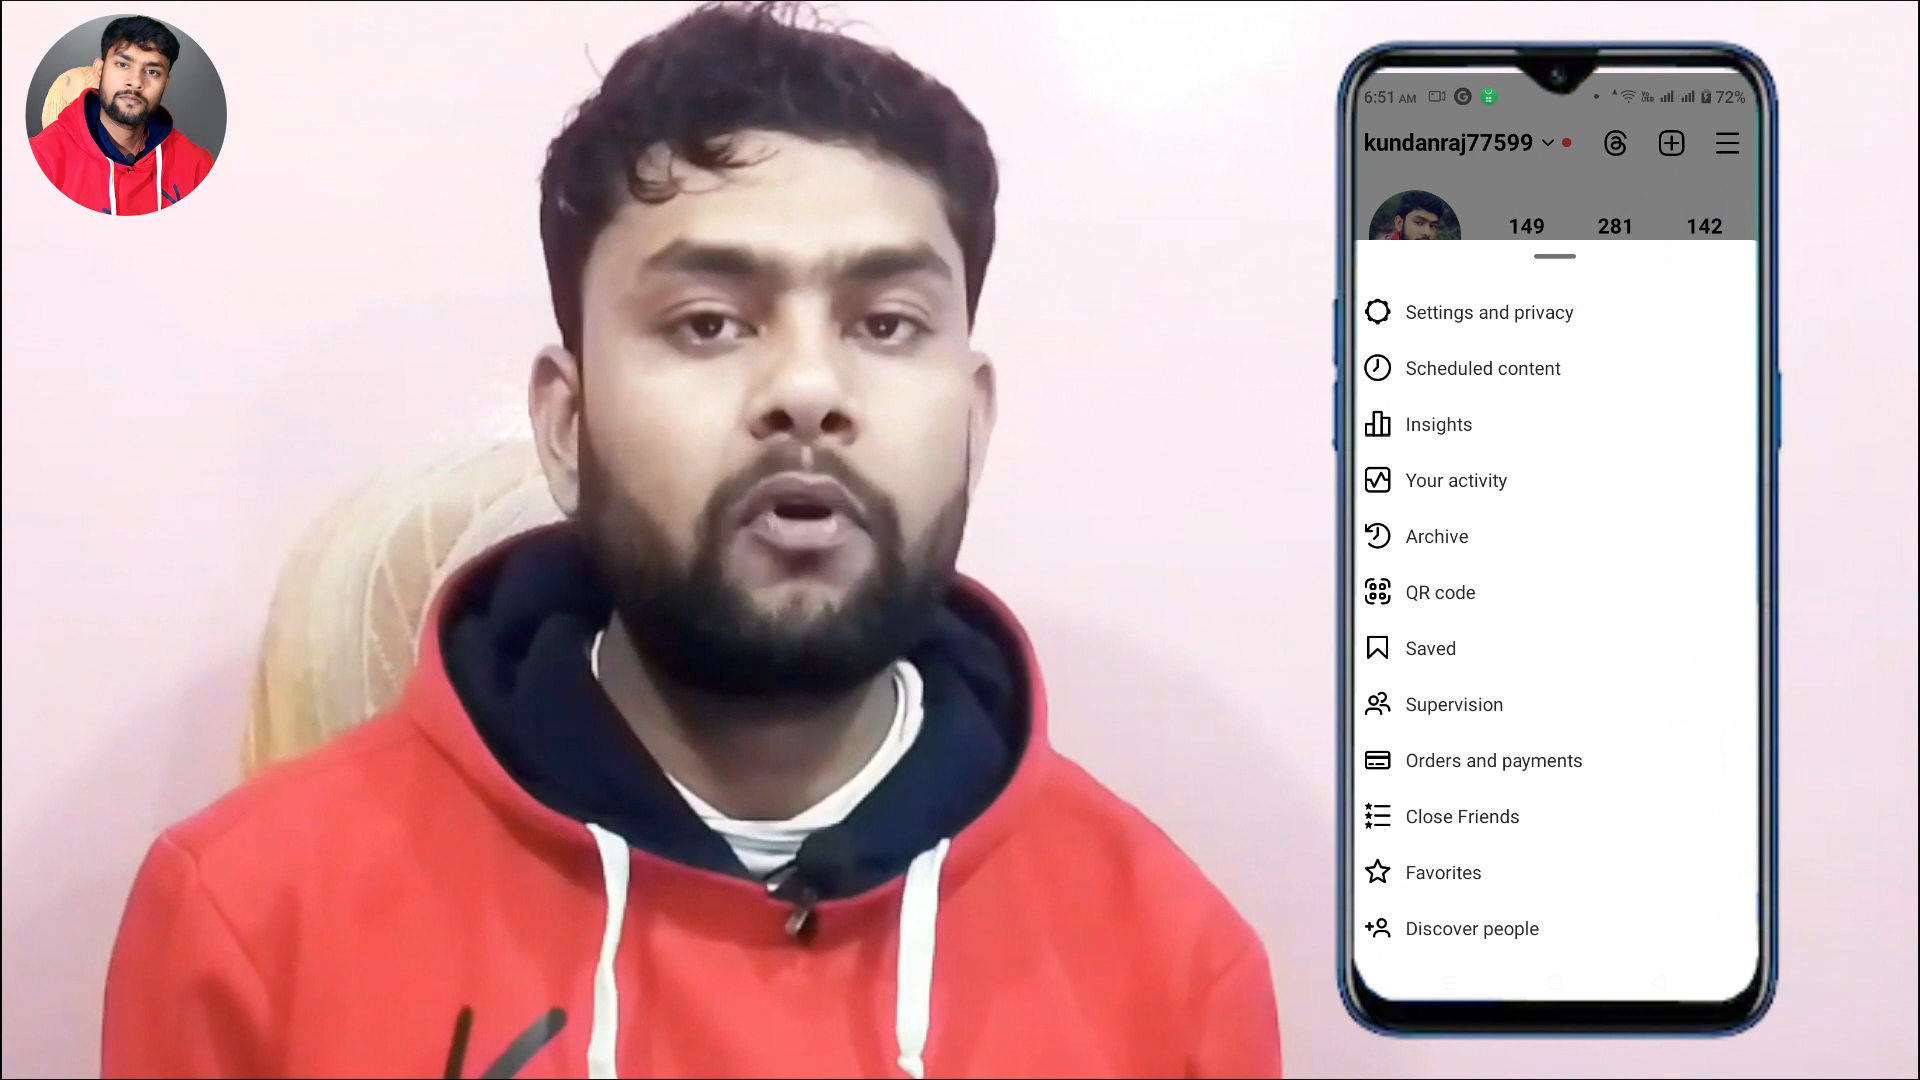 6:51 AM 72%
kundanraj77599
149 281 142
Settings and privacy
Scheduled content
Insights
Your activity
Archive
QR code
Saved
Supervision
Orders and payments
Close Friends
Favorites
Discover people